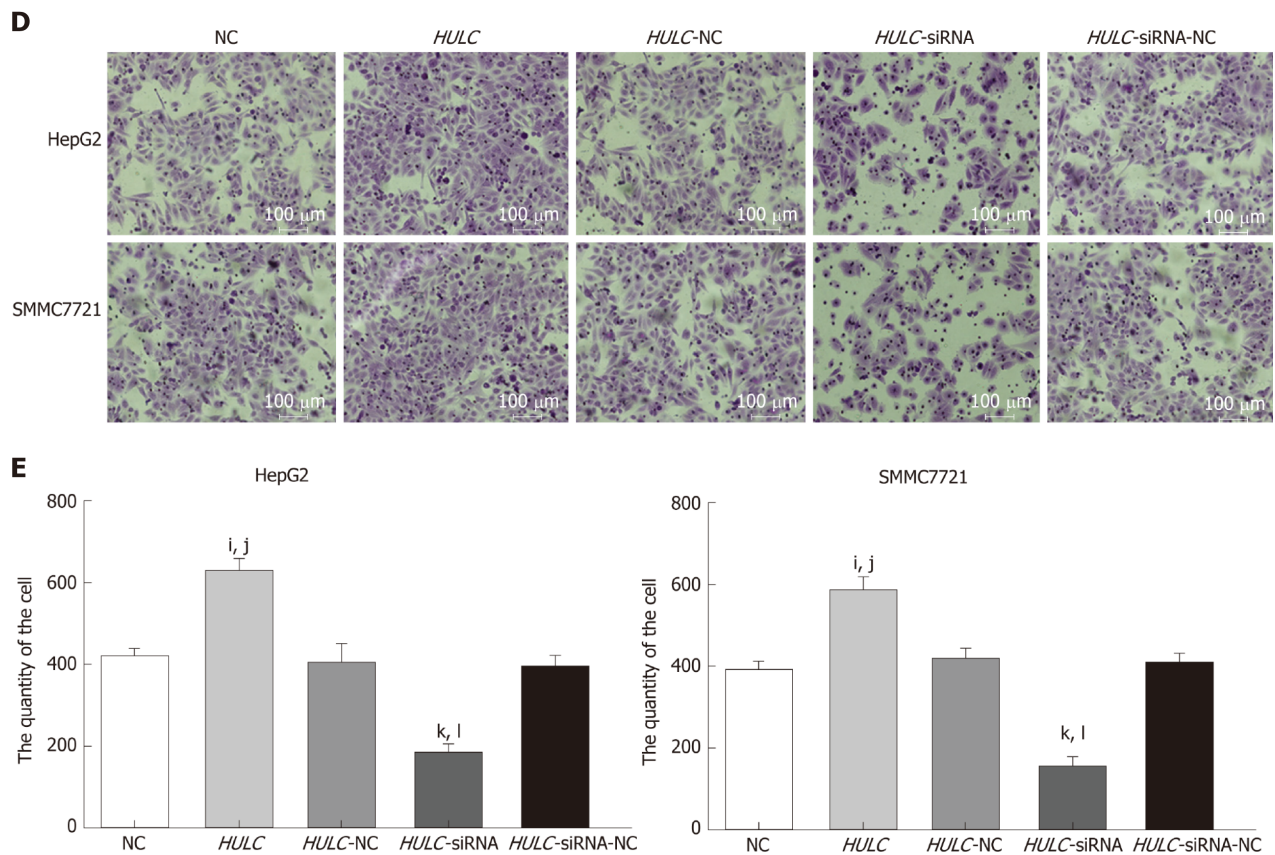 D
NC HULC HULC-NC HULC-siRNA HULC-siRNA-NC
HepG2
100 μm 100 μm 100 μm 100 μm 100 μm
SMMC7721
100 μm 100 μm 100 μm 100 μm 100 μm
E
HepG2
The quantity of the cell
800
600
400
200
0
i, j
k, l
NC HULC HULC-NC HULC-siRNA HULC-siRNA-NC
SMMC7721
The quantity of the cell
800
600
400
200
0
i, j
k, l
NC HULC HULC-NC HULC-siRNA HULC-siRNA-NC